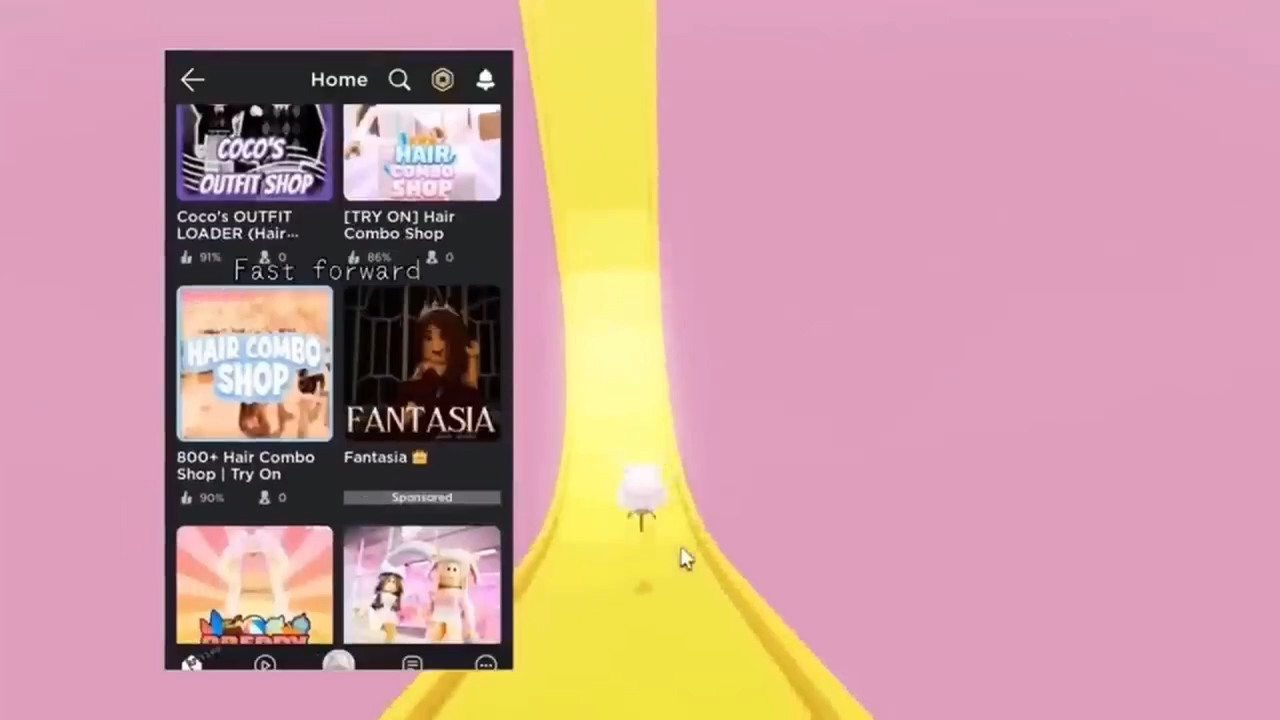 Home
COCO'S
OUTFIT SHOP
HAIR
COMBO
SHOP
Coco's OUTFIT
LOADER (Hair...
[TRY ON] Hair
Combo Shop
91% 0
86% 0
Fast forward
HAIR COMBO
SHOP
FANTASIA
800+ Hair Combo
Shop | Try On
90% 0
Fantasia
Sponsored
PREPPY